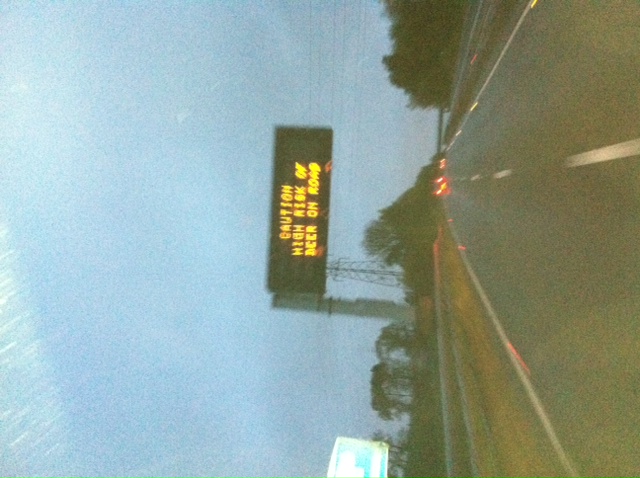 CAUTION
HIGH RISK OF
DEER ON ROAD